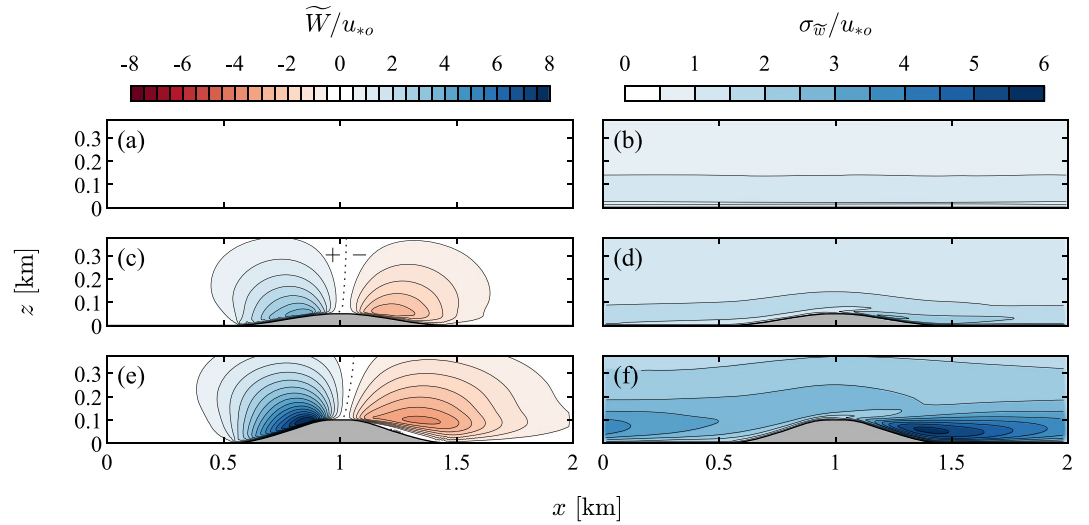 W̃/u∗o σw̃/u∗o
-8 -6 -4 -2 0 2 4 6 8 0 1 2 3 4 5 6
0.3 (a) (b)
0.2
0.1
0
0.3 (c) + − (d)
0.2
0.1
0
z [km]
0.3 (e) (f)
0.2
0.1
0
0 0.5 1 1.5 2 0 0.5 1 1.5 2
x [km]